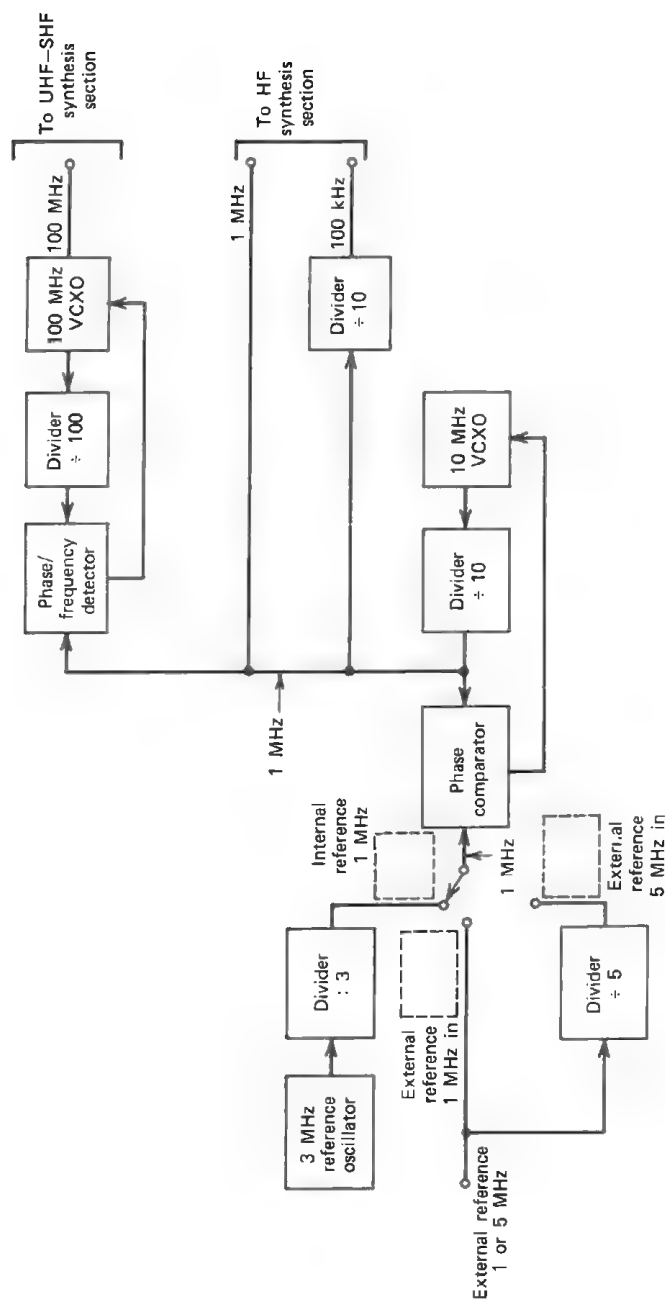 To UHF–SHF
synthesis
section
100 MHz
100 MHz
VCXO
Divider
÷ 100
Phase/
frequency
detector
To HF
synthesis
section
1 MHz
100 kHz
Divider
÷ 10
1 MHz
10 MHz
VCXO
Divider
÷ 10
Phase
comparator
Internal
reference
1 MHz
1 MHz
External
reference
5 MHz in
Divider
: 3
3 MHz
reference
oscillator
External
reference
1 MHz in
Divider
÷ 5
External reference
1 or 5 MHz